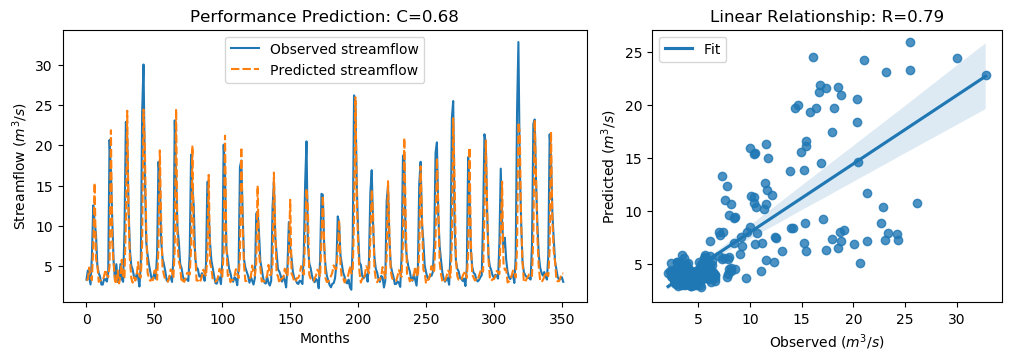 Performance Prediction: C=0.68
Observed streamflow
Predicted streamflow
Streamflow (m³/s)
30
25
20
15
10
5
0
50
100
150
200
250
300
350
Months
Linear Relationship: R=0.79
Fit
Predicted (m³/s)
25
20
15
10
5
5
10
15
20
25
30
Observed (m³/s)